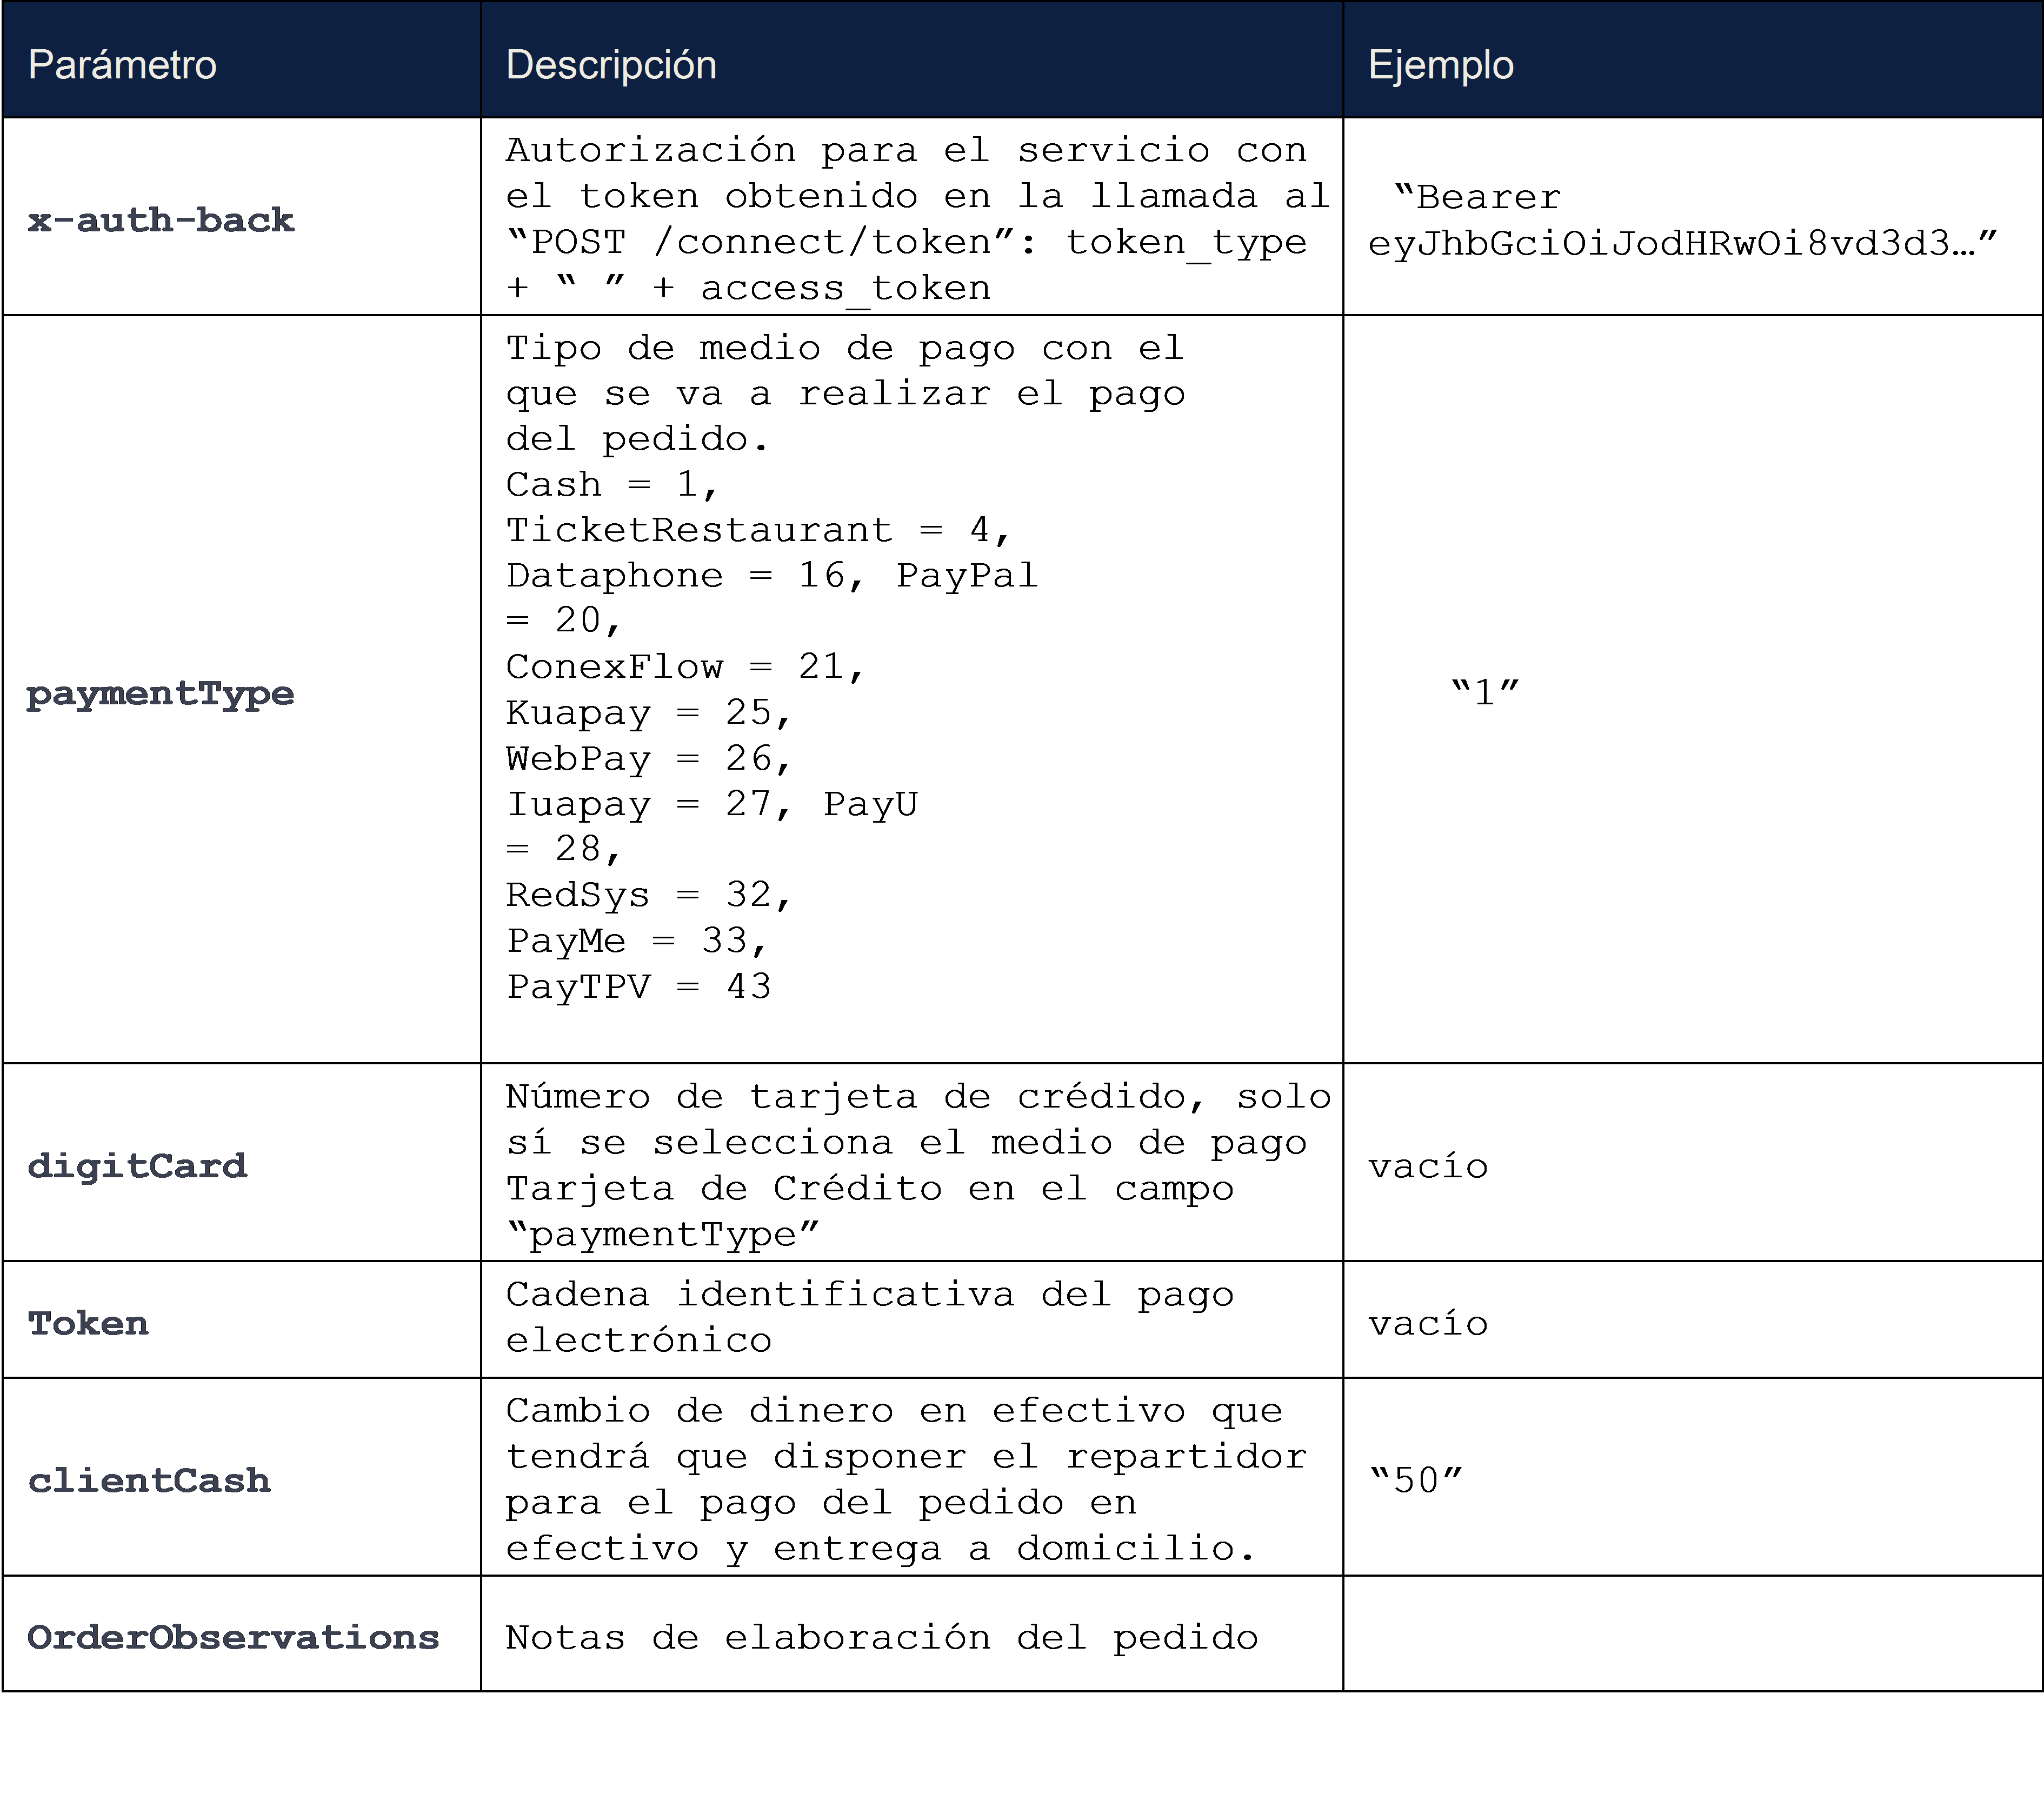 Parámetro
Descripción
Ejemplo
x-auth-back
Autorización para el servicio con
el token obtenido en la llamada al
“POST /connect/token”: token_type
+ “ ” + access_token
“Bearer
eyJhbGciOiJodHRwOi8vd3d3…”
paymentType
Tipo de medio de pago con el
que se va a realizar el pago
del pedido.
Cash = 1,
TicketRestaurant = 4,
Dataphone = 16, PayPal
= 20,
ConexFlow = 21,
Kuapay = 25,
WebPay = 26,
Iuapay = 27, PayU
= 28,
RedSys = 32,
PayMe = 33,
PayTPV = 43
“1”
digitCard
Número de tarjeta de crédido, solo
sí se selecciona el medio de pago
Tarjeta de Crédito en el campo
“paymentType”
vacío
Token
Cadena identificativa del pago
electrónico
vacío
clientCash
Cambio de dinero en efectivo que
tendrá que disponer el repartidor
para el pago del pedido en
efectivo y entrega a domicilio.
“50”
OrderObservations
Notas de elaboración del pedido